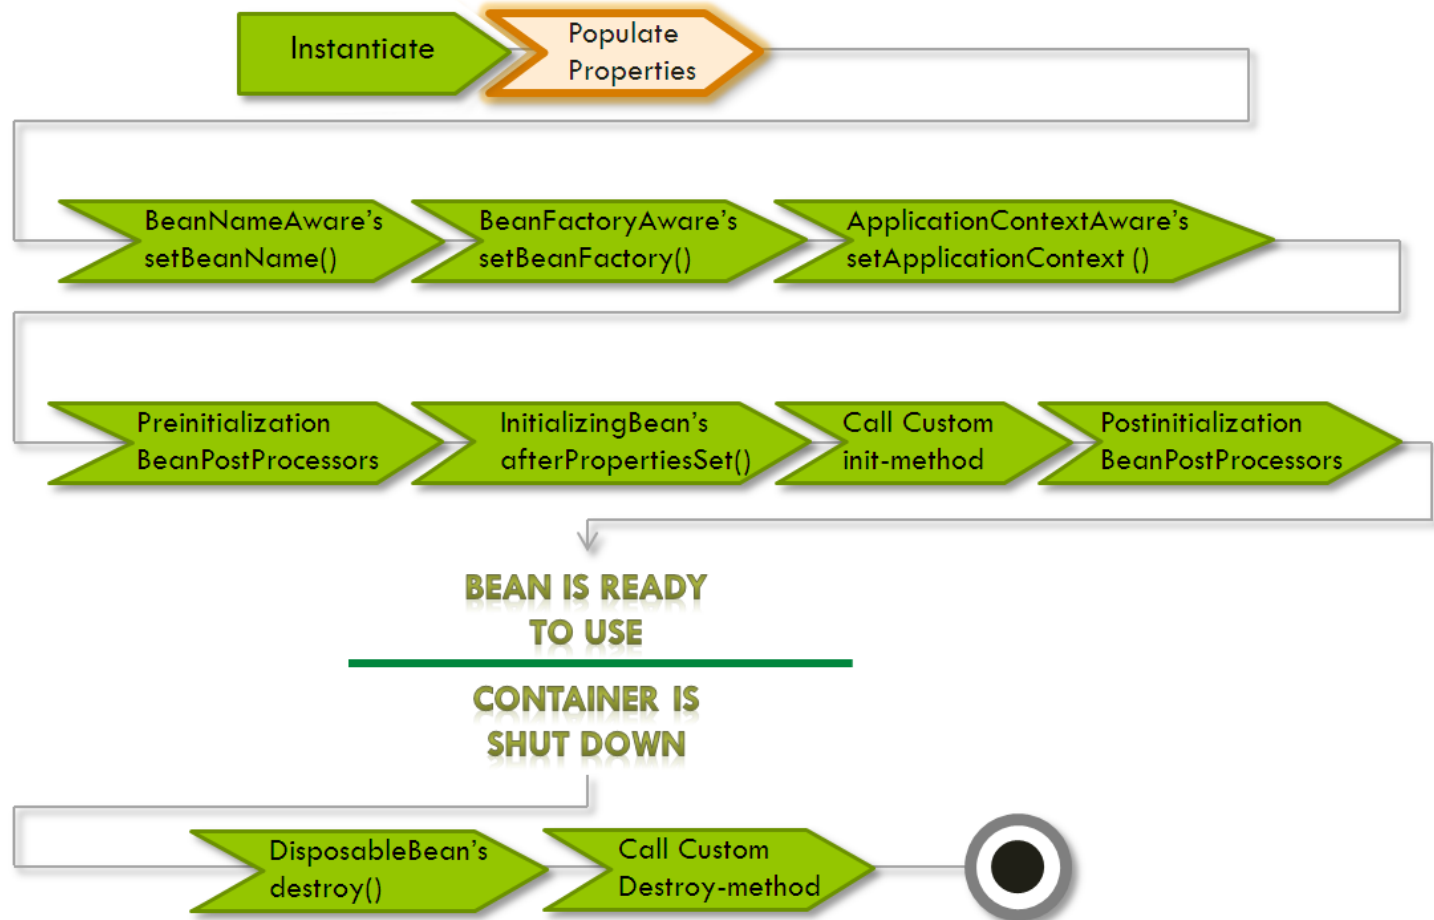 Instantiate
Populate
Properties
BeanNameAware's
setBeanName()
BeanFactoryAware's
setBeanFactory()
ApplicationContextAware's
setApplicationContext ()
Preinitialization
BeanPostProcessors
InitializingBean's
afterPropertiesSet()
Call Custom
init-method
Postinitialization
BeanPostProcessors
BEAN IS READY
TO USE
CONTAINER IS
SHUT DOWN
DisposableBean's
destroy()
Call Custom
Destroy-method